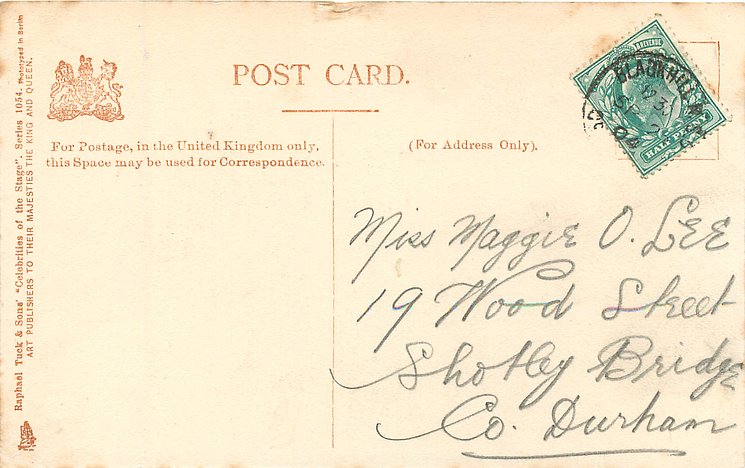 Raphael Tuck & Sons' "Celebrities of the Stage". Series 1054. Phototyped in Berlin
ART PUBLISHERS TO THEIR MAJESTIES THE KING AND QUEEN.
POST CARD.
For Postage, in the United Kingdom only,
this Space may be used for Correspondence.
(For Address Only).
BLACKHILL
HALFPENNY
Miss Maggie O. Lee
19 Wood Street
Shotley Bridge
Co. Durham